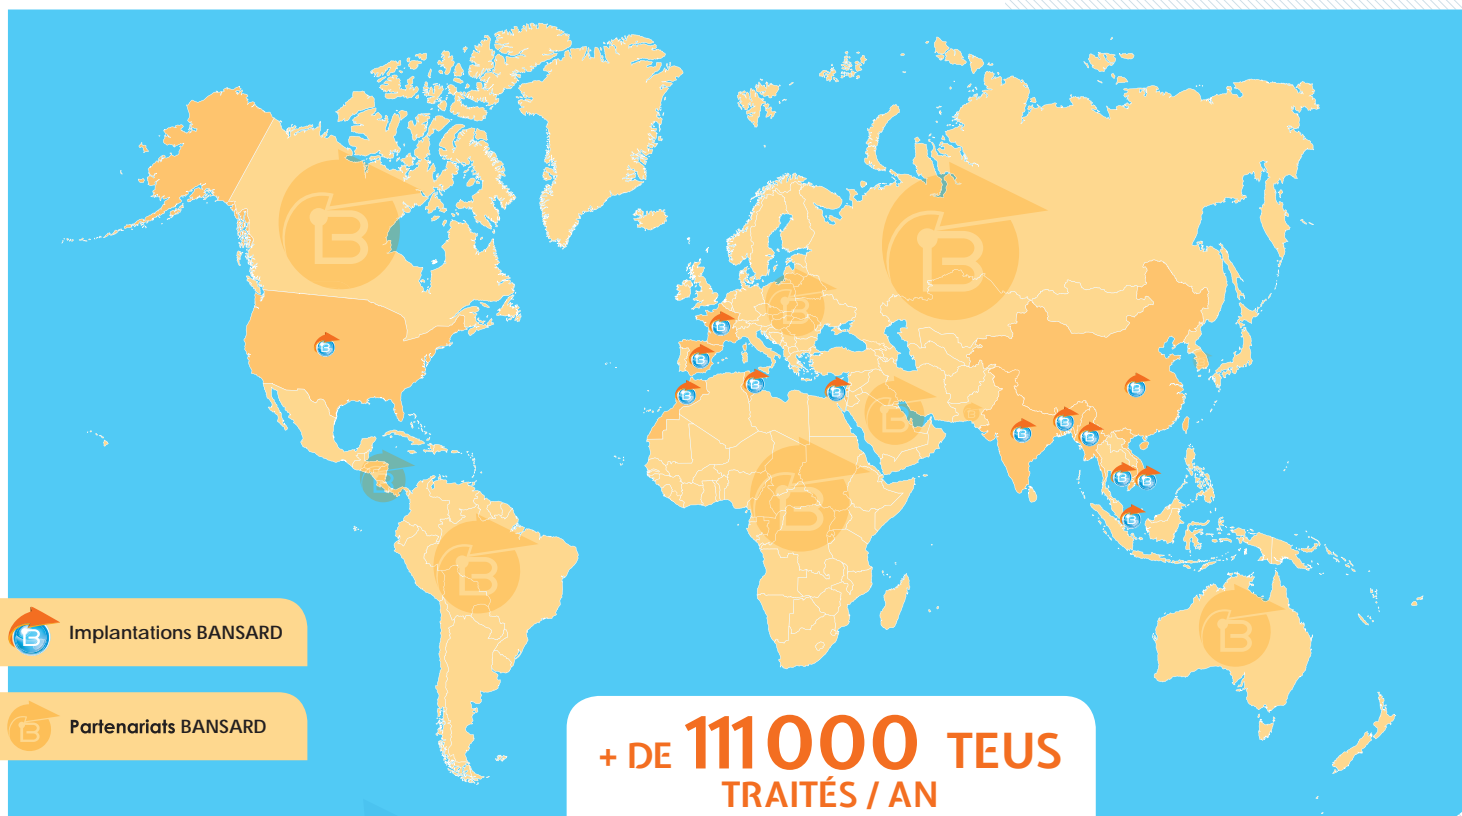 Implantations BANSARD
Partenariats BANSARD
+ DE 111000 TEUS
TRAITÉS / AN